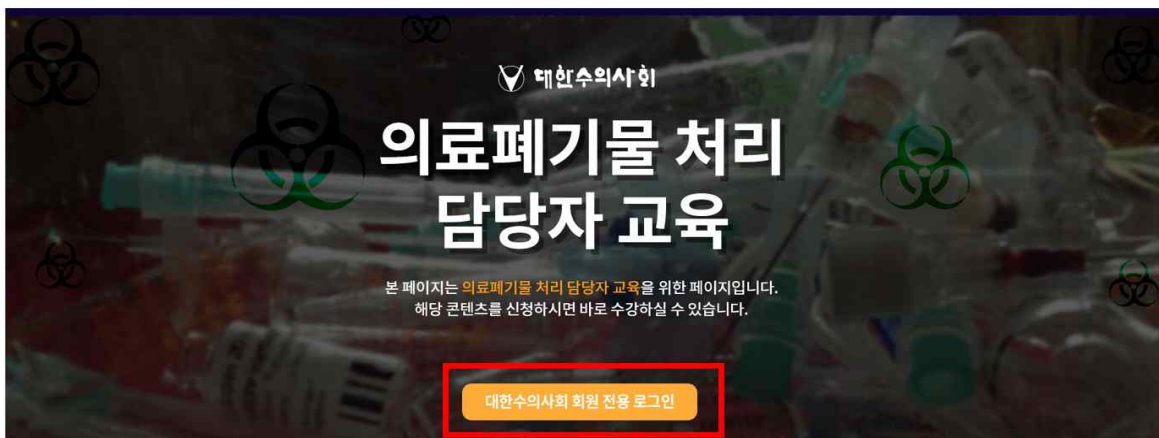 대한수의사회
의료폐기물 처리
담당자 교육
본 페이지는 의료폐기물 처리 담당자 교육을 위한 페이지입니다.
해당 콘텐츠를 신청하시면 바로 수강하실 수 있습니다.
대한수의사회 회원 전용 로그인